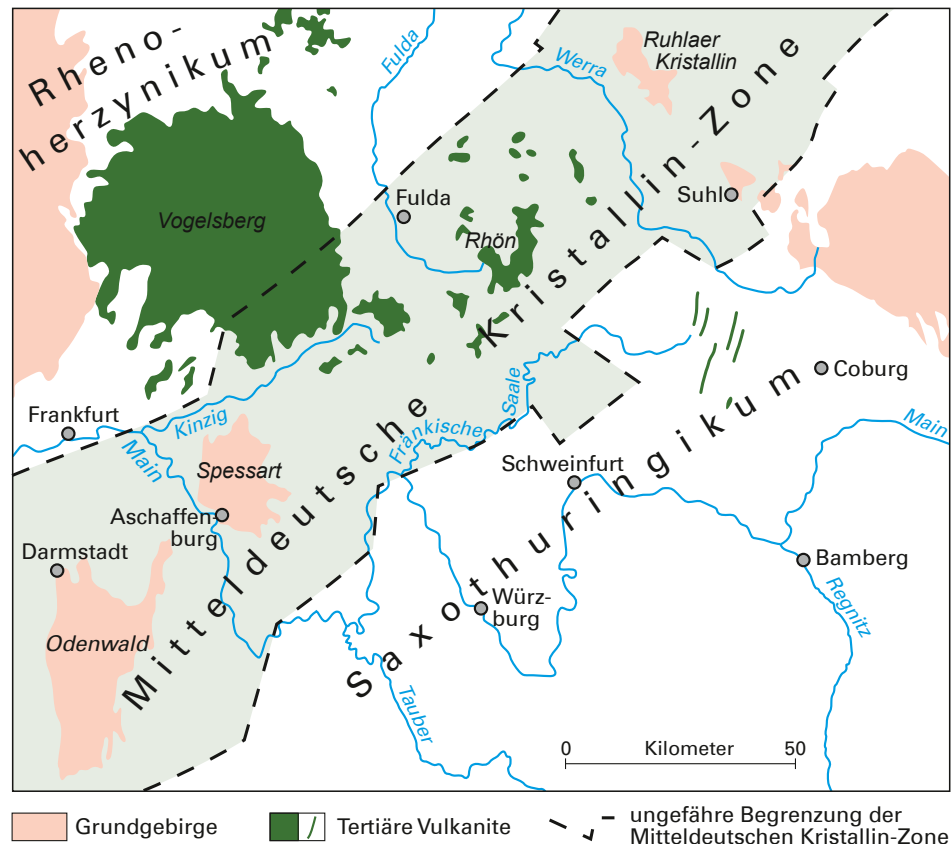 Rheno-
herzynikum
Fulda
Werra
Ruhlaer
Kristallin
Vogelsberg
Fulda
Rhön
Suhl
Mitteldeutsche Kristallin-Zone
Coburg
Frankfurt
Kinzig
Main
Fränkische
Saale
Main
Spessart
Schweinfurt
Aschaffen-
burg
Darmstadt
Bamberg
Odenwald
Würz-
burg
Saxothuringikum
Regnitz
Tauber
0 Kilometer 50
Grundgebirge
Tertiäre Vulkanite
ungefähre Begrenzung der
Mitteldeutschen Kristallin-Zone